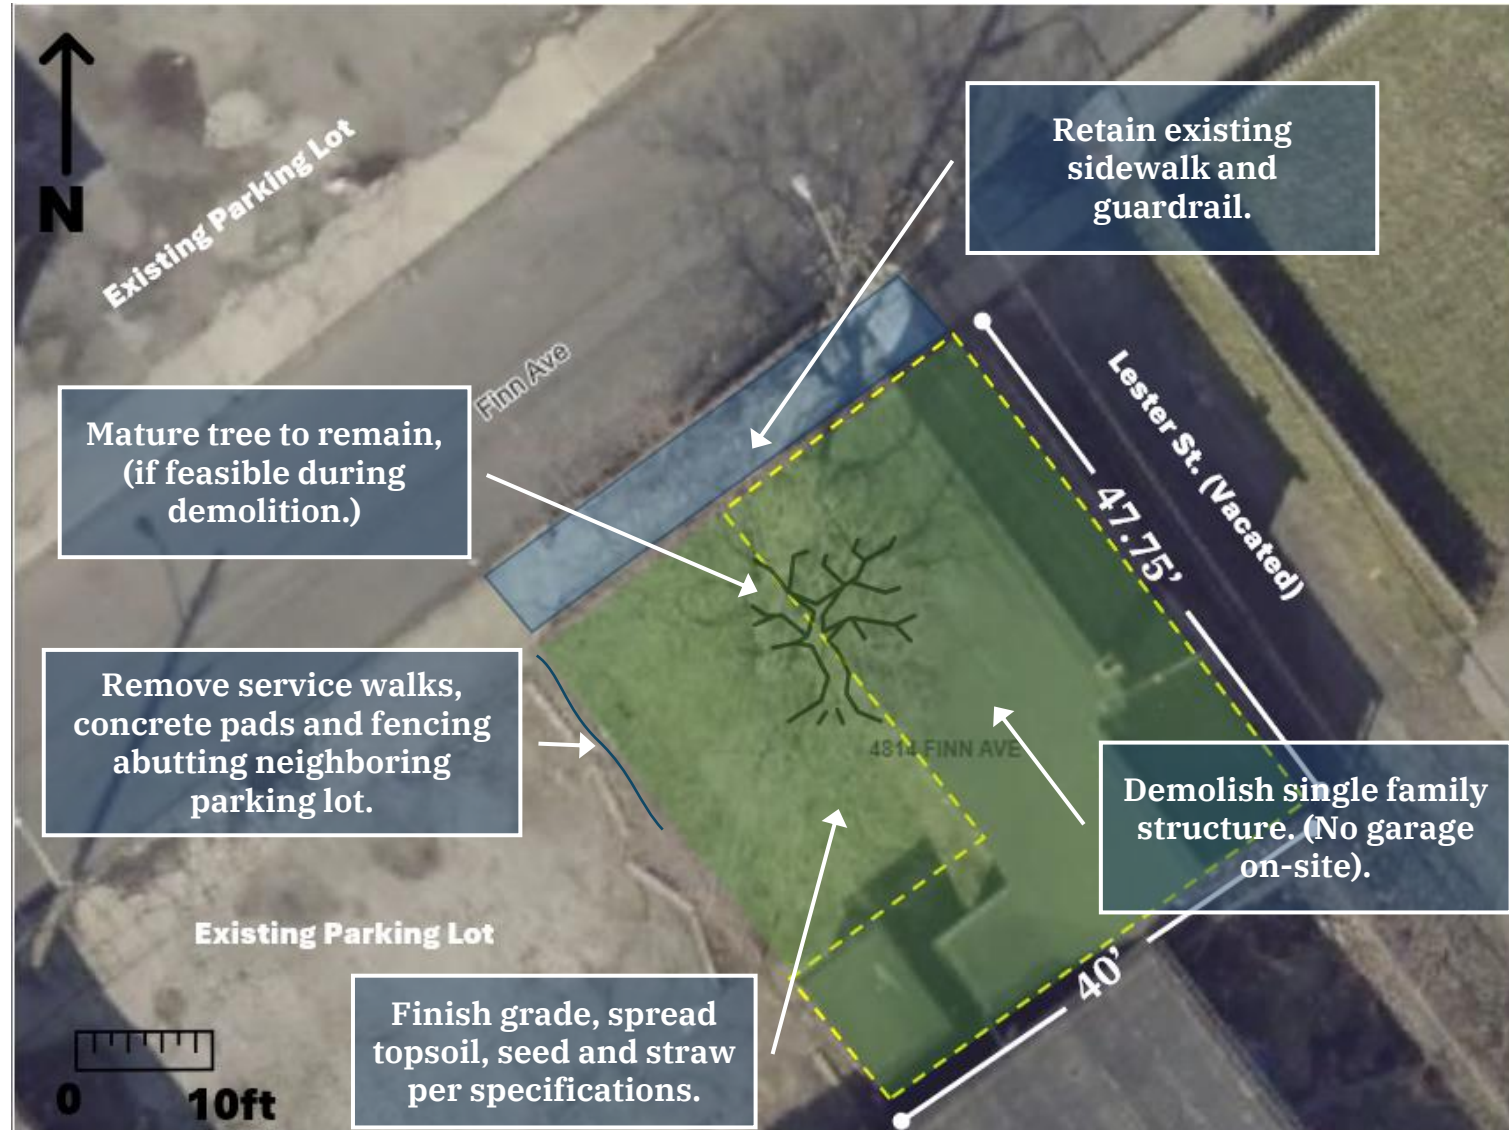 N
Existing Parking Lot
Retain existing
sidewalk and
guardrail.
Finn Ave
Lester St. (Vacated)
Mature tree to remain,
(if feasible during
demolition.)
47.75’
Remove service walks,
concrete pads and fencing
abutting neighboring
parking lot.
4814 FINN AVE
Demolish single family
structure. (No garage
on-site).
Existing Parking Lot
40’
Finish grade, spread
topsoil, seed and straw
per specifications.
0 10ft